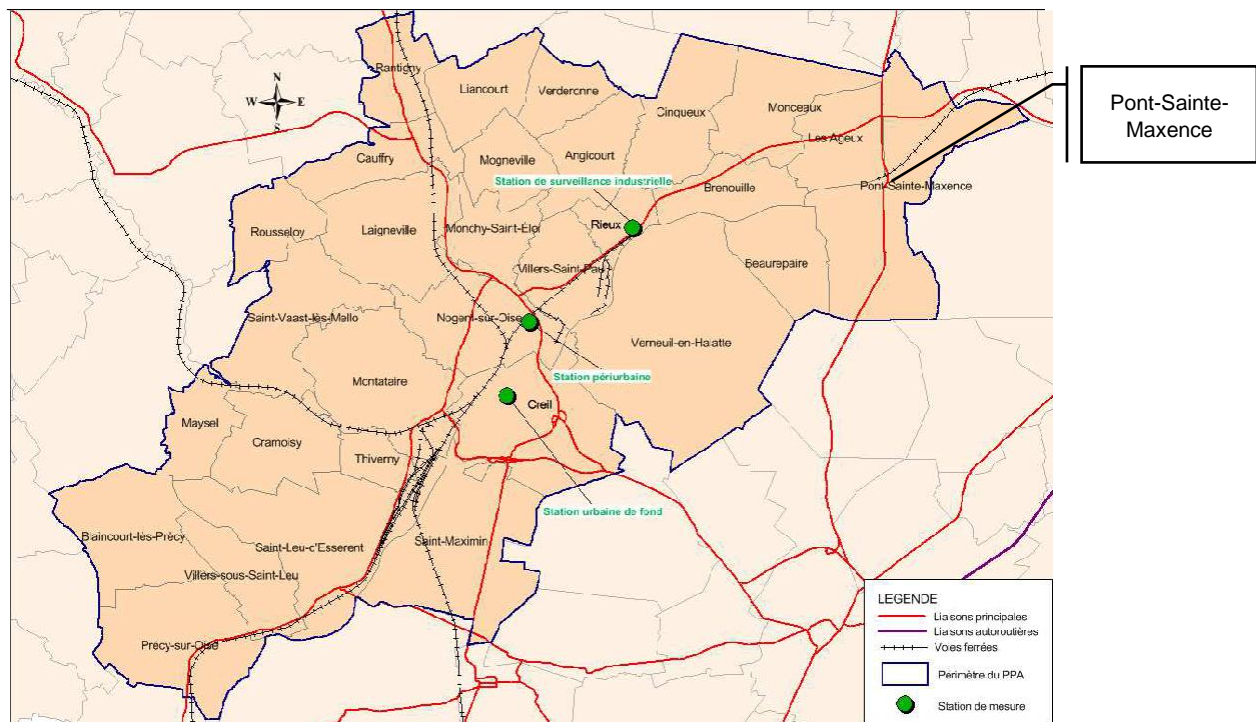 N
W E
S
Rantigny
Liancourt
Verderonne
Cinqueux
Monceaux
Les Ageux
Pont-Sainte-
Maxence
Cauffry
Mogneville
Angicourt
Station de surveillance industrielle
Brenouille
Pont-Sainte-Maxence
Rousseloy
Laigneville
Monchy-Saint-Eloi
Rieux
Villers-Saint-Paul
Beaurepaire
Saint-Vaast-lès-Mello
Nogent-sur-Oise
Verneuil-en-Halatte
Station périurbaine
Montataire
Creil
Maysel
Cramoisy
Thiverny
Station urbaine de fond
Blaincourt-lès-Précy
Saint-Leu-d'Esserent
Saint-Maximin
Villers-sous-Saint-Leu
Précy-sur-Oise
LEGENDE
Liaisons principales
Liaisons autoroutières
Voies ferrées
Périmètre du PPA
Station de mesure